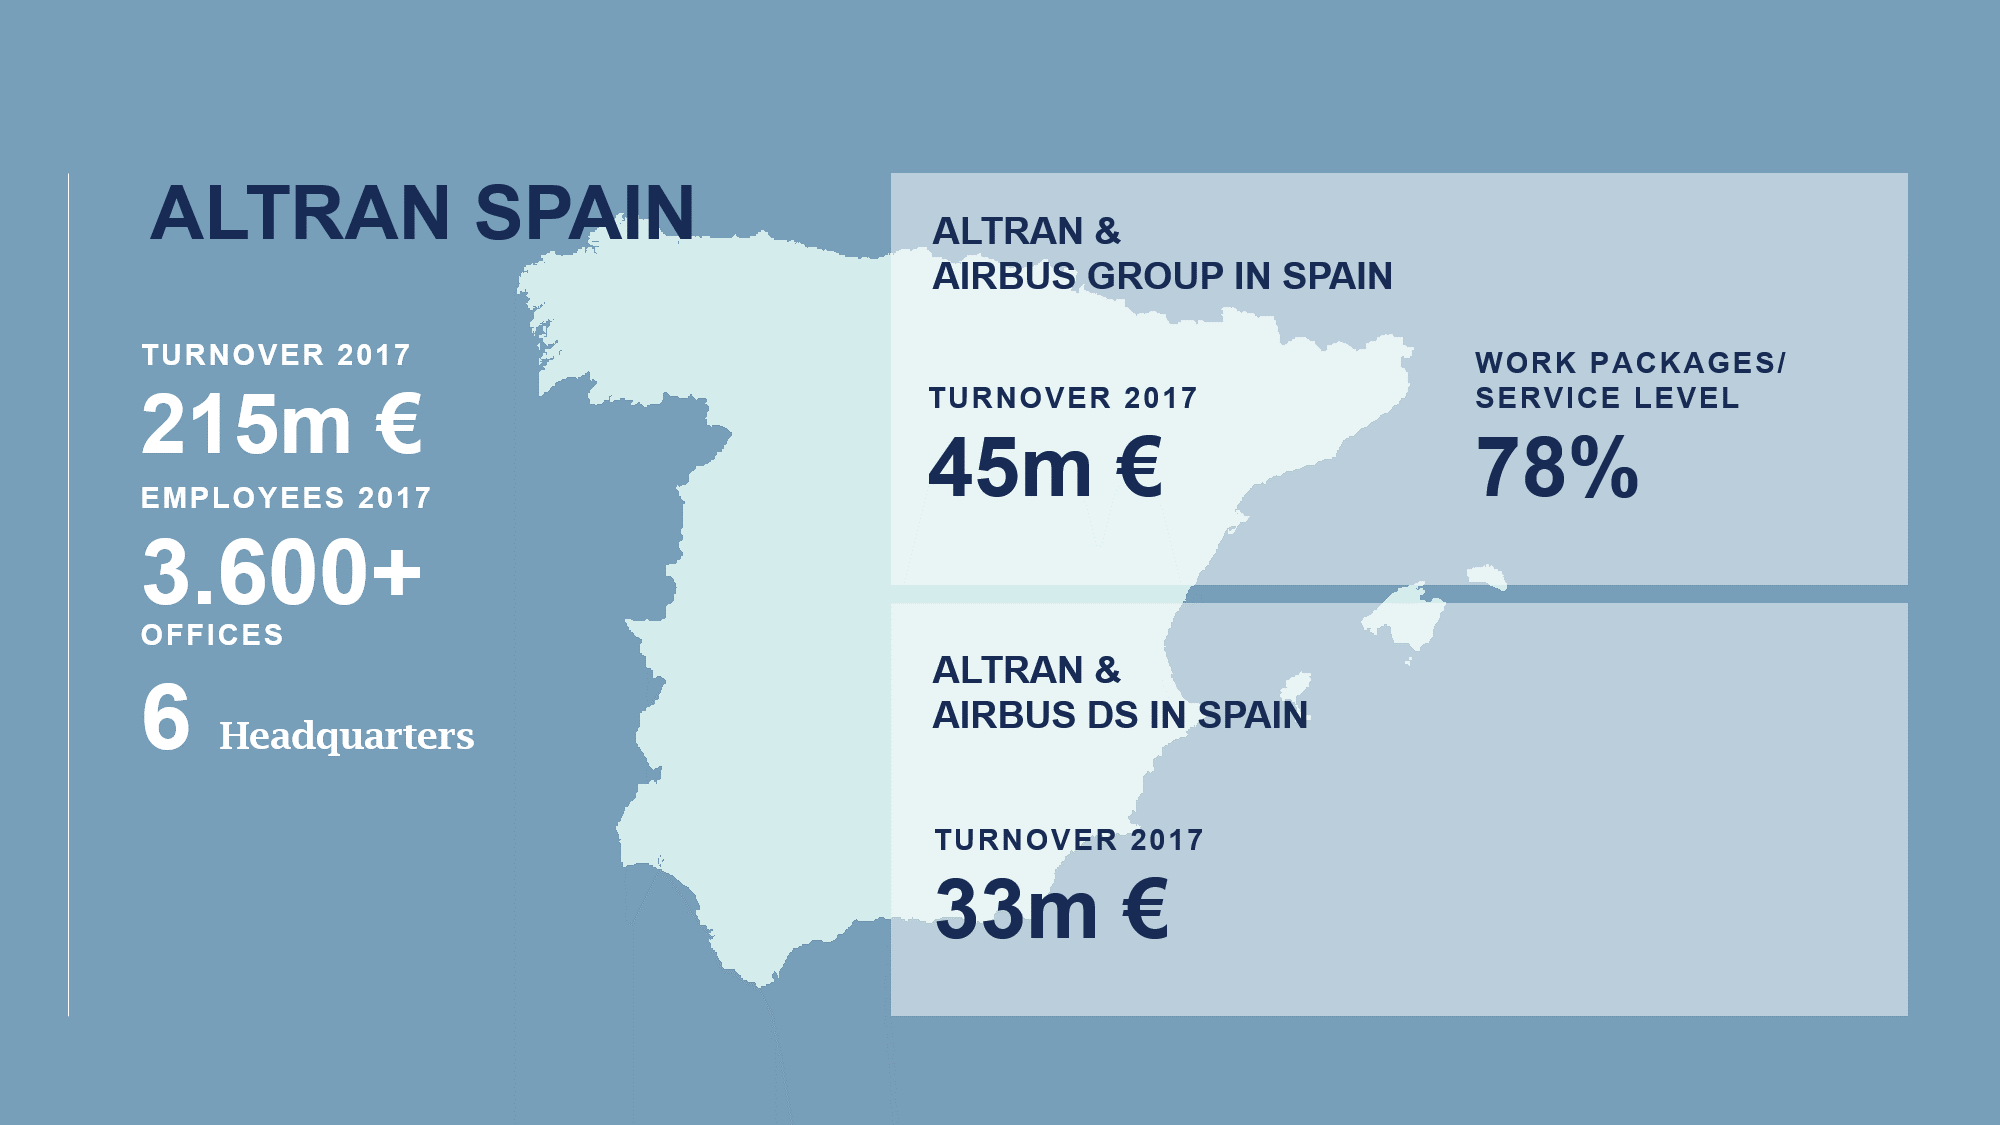 ALTRAN SPAIN
TURNOVER 2017
215m €
EMPLOYEES 2017
3.600+
OFFICES
6 Headquarters
ALTRAN &
AIRBUS GROUP IN SPAIN
TURNOVER 2017
45m €
WORK PACKAGES/
SERVICE LEVEL
78%
ALTRAN &
AIRBUS DS IN SPAIN
TURNOVER 2017
33m €